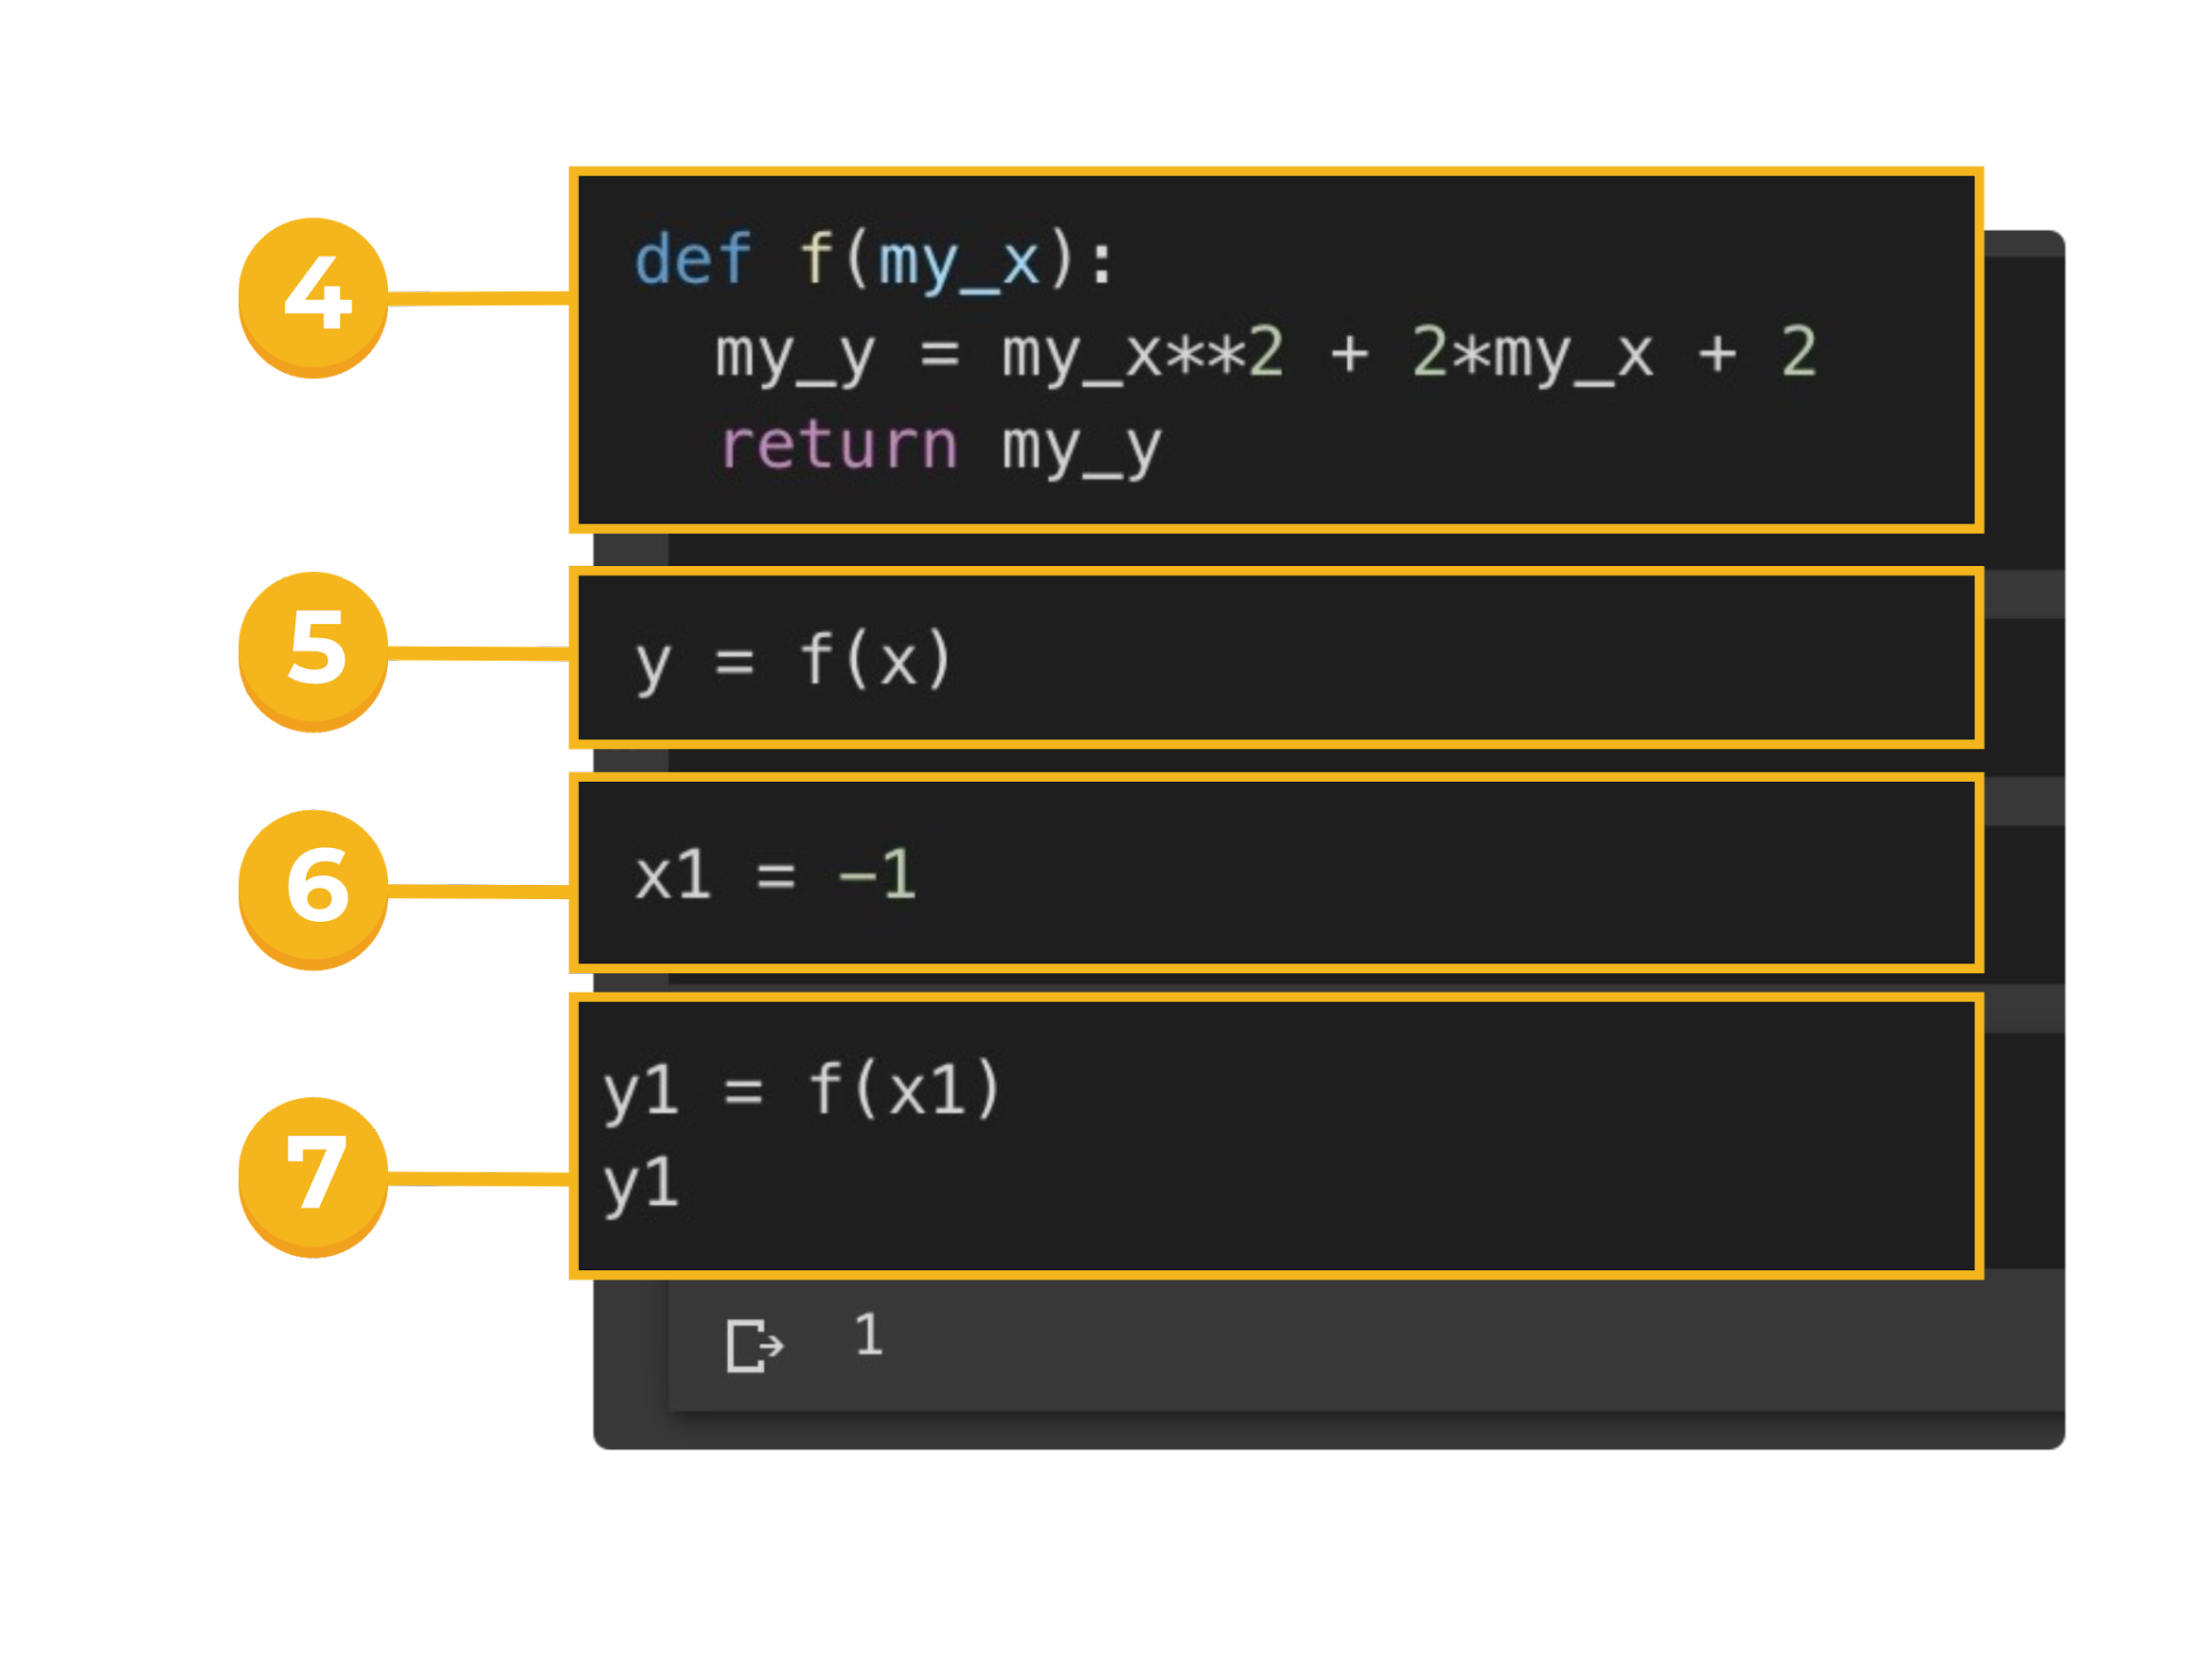 4
def f(my_x):
my_y = my_x**2 + 2*my_x + 2
return my_y
5
y = f(x)
6
x1 = -1
7
y1 = f(x1)
y1
1